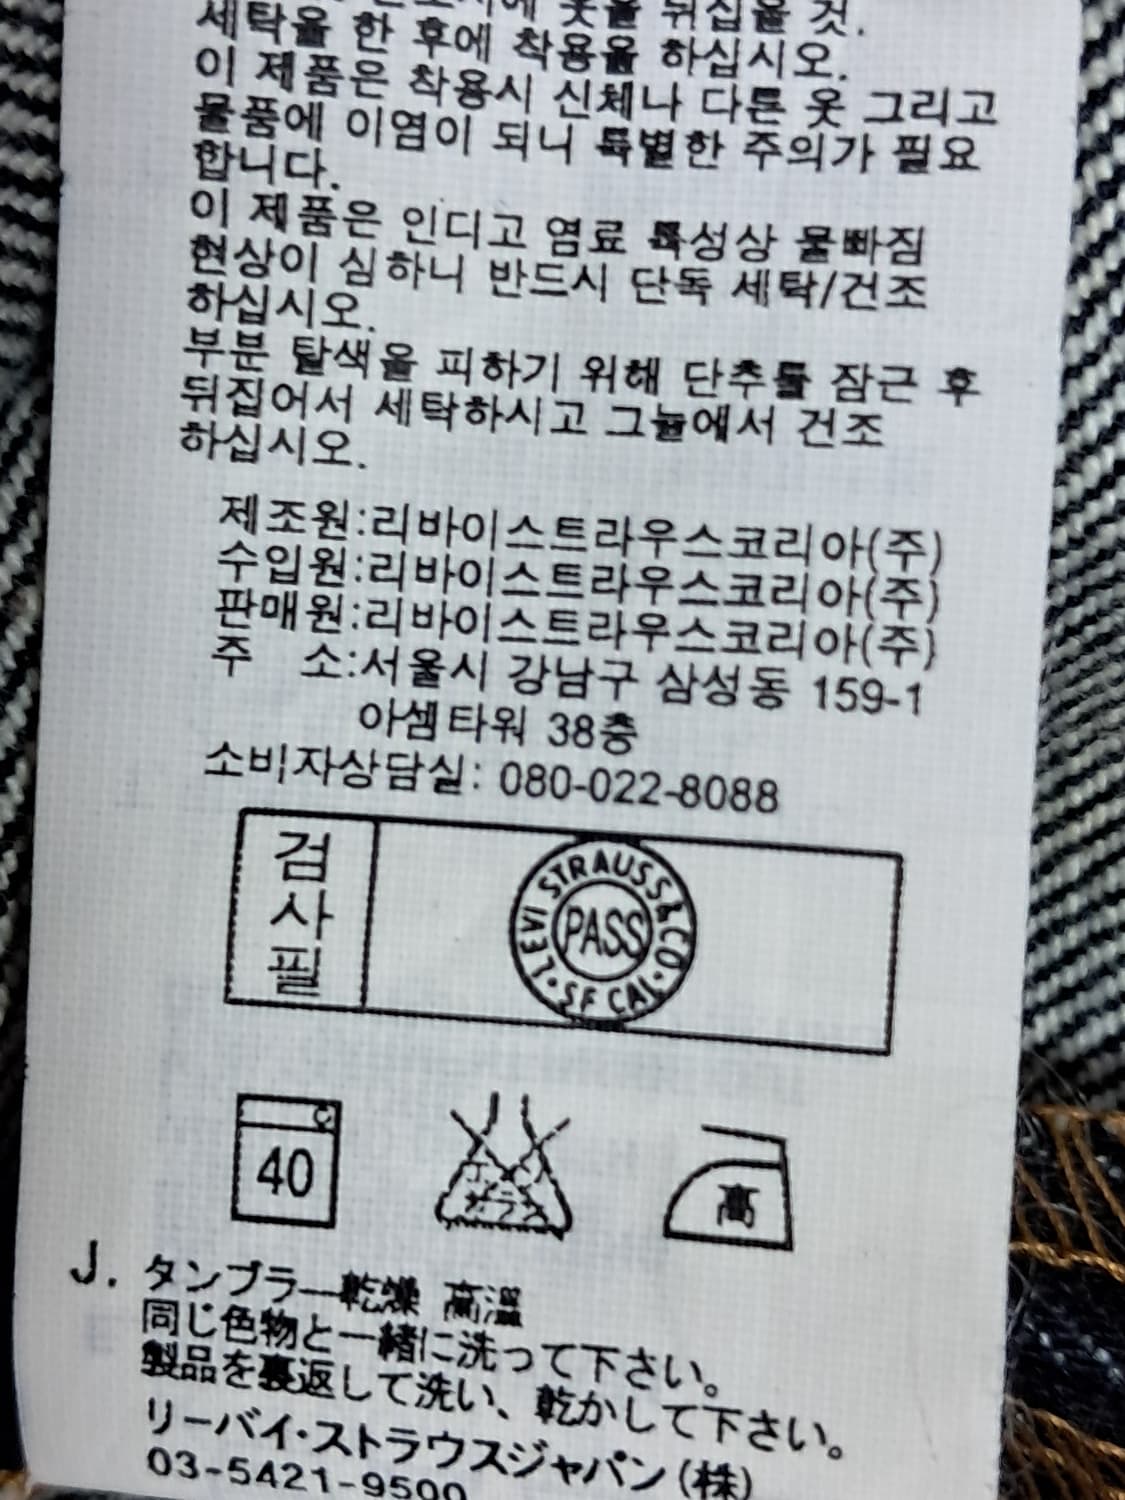 옷을 뒤집을 것.
세탁을 한 후에 착용을 하십시오.
이 제품은 착용시 신체나 다른 옷 그리고
물품에 이염이 되니 특별한 주의가 필요
합니다.
이 제품은 인디고 염료 특성상 물빠짐
현상이 심하니 반드시 단독 세탁/건조
하십시오.
부분 탈색을 피하기 위해 단추를 잠근 후
뒤집어서 세탁하시고 그늘에서 건조
하십시오.
제조원:리바이스트라우스코리아(주)
수입원:리바이스트라우스코리아(주)
판매원:리바이스트라우스코리아(주)
주 소:서울시 강남구 삼성동 159-1
아셈타워 38층
소비자상담실: 080-022-8088
검사필
LEVI STRAUSS & CO · SF CAL ·
PASS
40
エンソ
サラシ
高
J. タンブラー乾燥 高温
同じ色物と一緒に洗って下さい。
製品を裏返して洗い、乾かして下さい。
リーバイ·ストラウスジャパン(株)
03-5421-9500